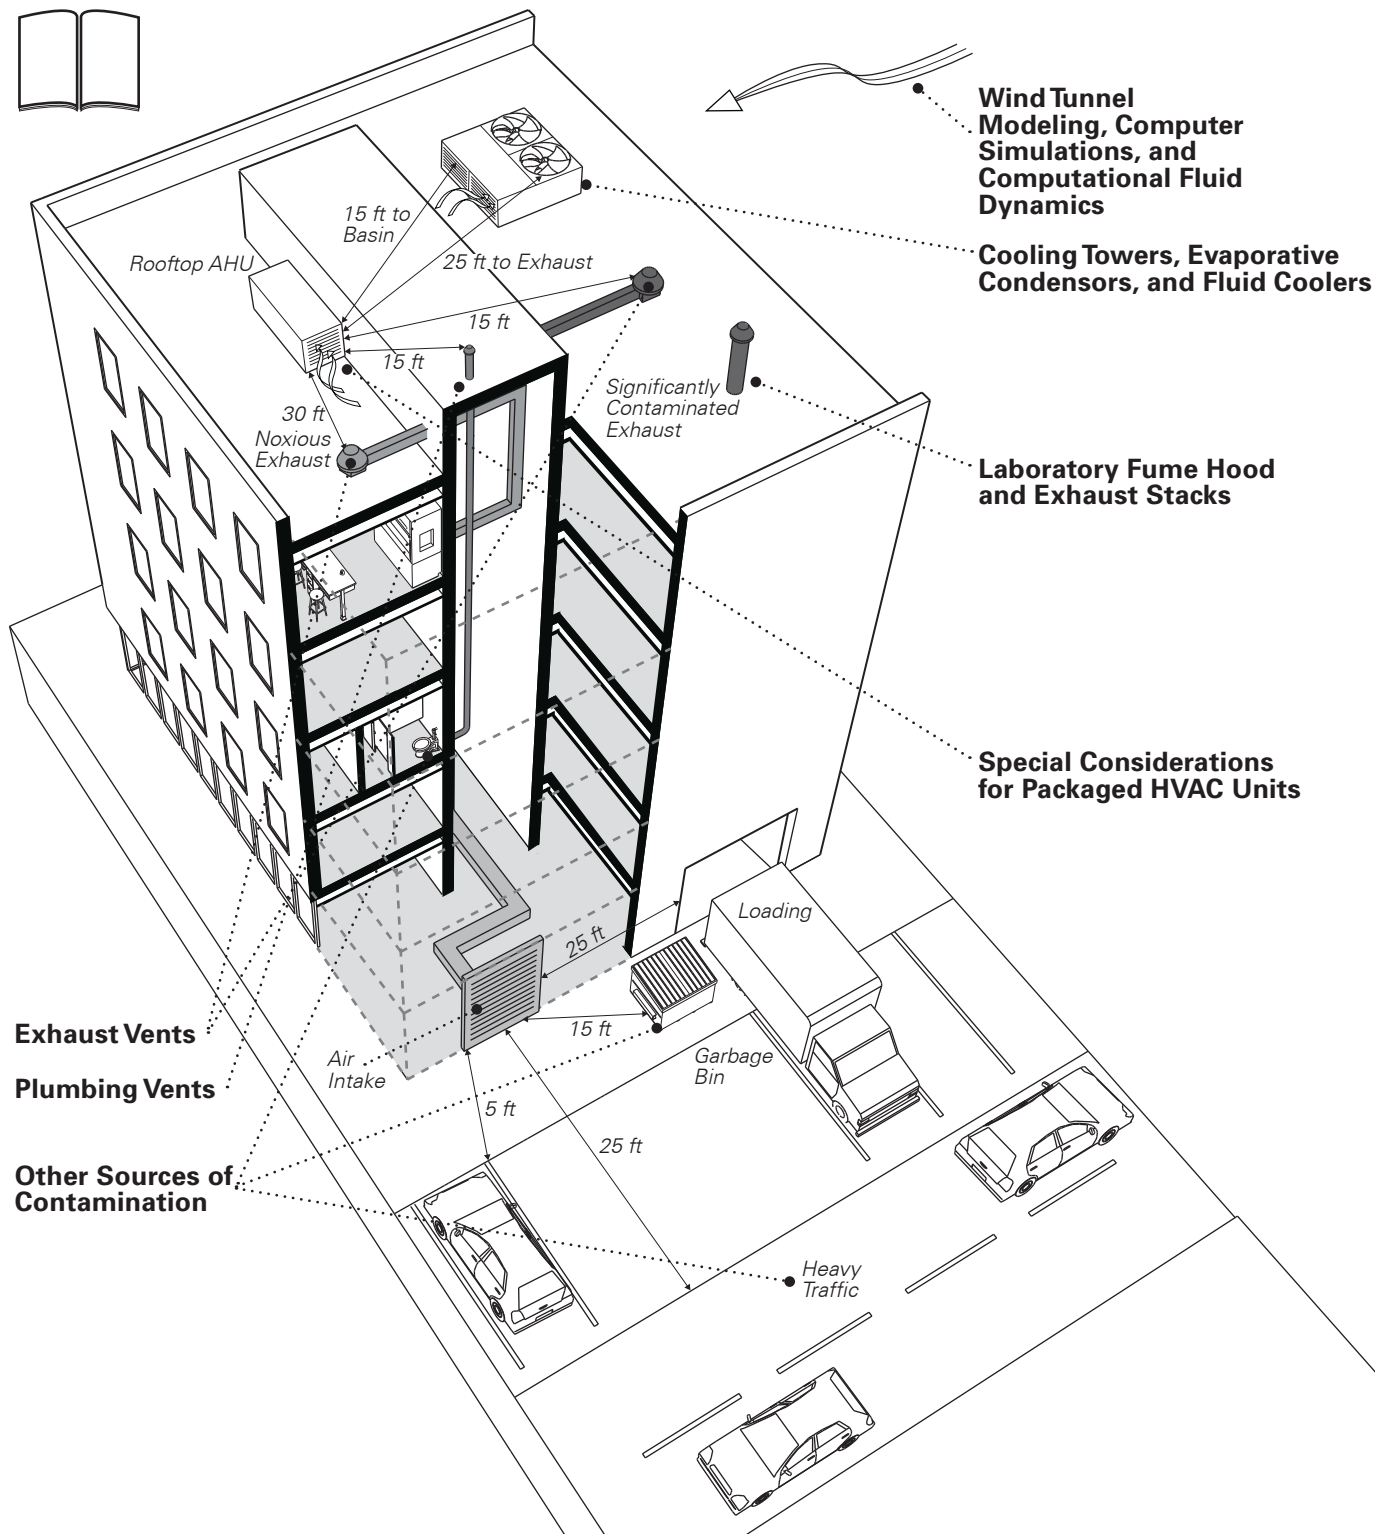 Wind Tunnel
Modeling, Computer
Simulations, and
Computational Fluid
Dynamics
15 ft to
Basin
Rooftop AHU
25 ft to Exhaust
Cooling Towers, Evaporative
Condensors, and Fluid Coolers
15 ft
15 ft
30 ft
Noxious
Exhaust
Significantly
Contaminated
Exhaust
Laboratory Fume Hood
and Exhaust Stacks
Special Considerations
for Packaged HVAC Units
Loading
25 ft
Exhaust Vents
15 ft
Air
Intake
Garbage
Bin
Plumbing Vents
5 ft
25 ft
Other Sources of
Contamination
Heavy
Traffic